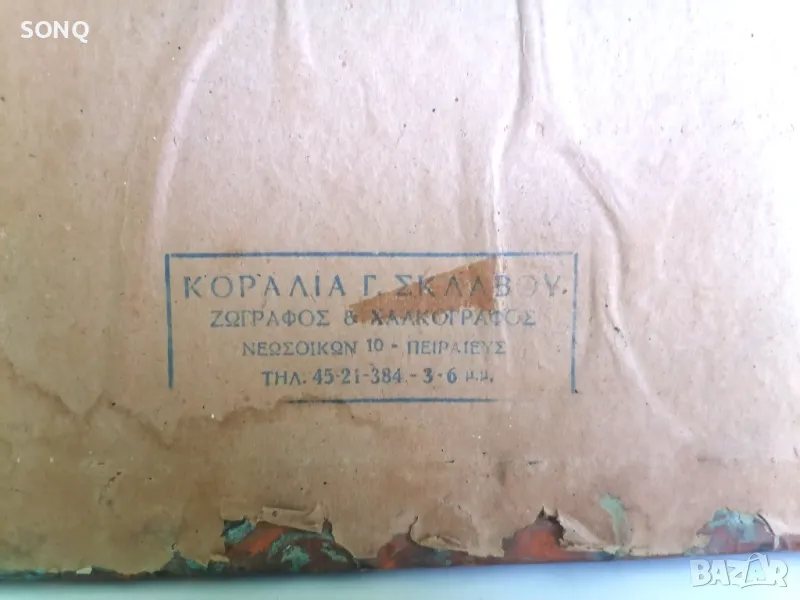 SONQ
ΚΟΡΑΛΙΑ Γ. ΣΚΛΑΒΟΥ
ΖΩΓΡΑΦΟΣ & ΧΑΛΚΟΓΡΑΦΟΣ
ΝΕΩΣΟΙΚΩΝ 10 - ΠΕΙΡΑΙΕΥΣ
ΤΗΛ. 45-21-384 - 3-6 μ.μ.
BAZAR